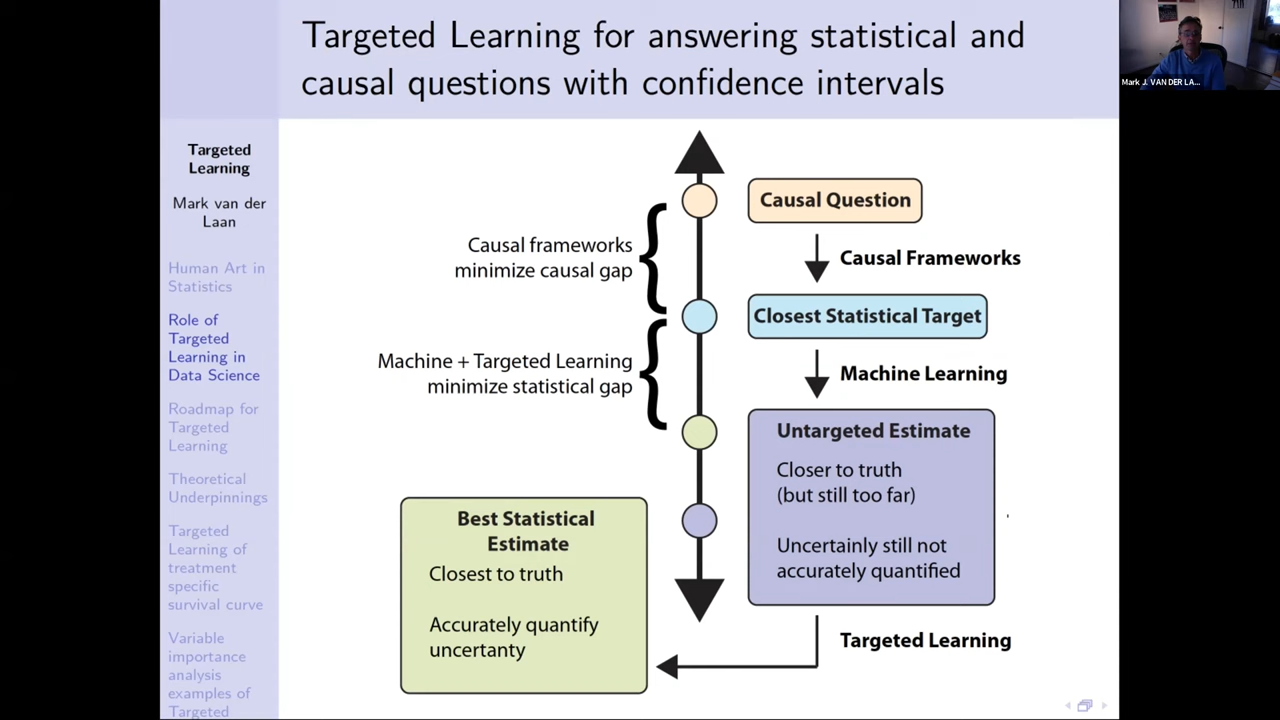 Targeted Learning for answering statistical and
causal questions with confidence intervals
Mark J. VAN DER LA...
Targeted
Learning
Mark van der
Laan
Human Art in
Statistics
Role of
Targeted
Learning in
Data Science
Roadmap for
Targeted
Learning
Theoretical
Underpinnings
Targeted
Learning of
treatment
specific
survival curve
Variable
importance
analysis
examples of
Targeted
Causal frameworks
minimize causal gap
Machine + Targeted Learning
minimize statistical gap
Causal Question
Causal Frameworks
Closest Statistical Target
Machine Learning
Untargeted Estimate
Closer to truth
(but still too far)
Uncertainly still not
accurately quantified
Targeted Learning
Best Statistical
Estimate
Closest to truth
Accurately quantify
uncertanty